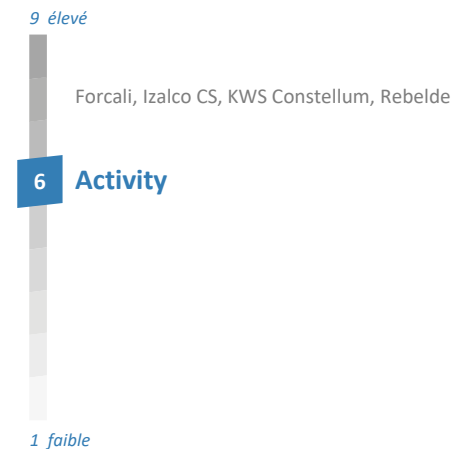 9 élevé
Forcali, Izalco CS, KWS Constellum, Rebelde
6 Activity
1 faible